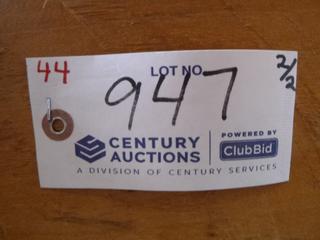 44 LOT NO. 2/2
947
CENTURY AUCTIONS
POWERED BY
ClubBid
A DIVISION OF CENTURY SERVICES